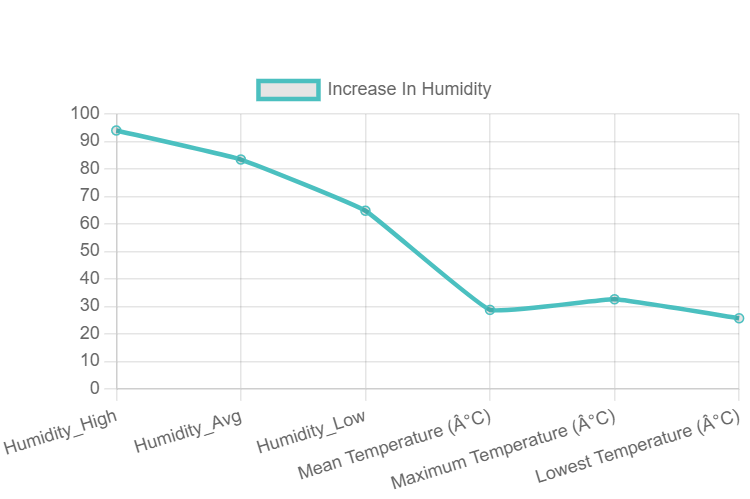 Increase In Humidity
100
90
80
70
60
50
40
30
20
10
0
Humidity_High
Humidity_Avg
Humidity_Low
Mean Temperature (Â°C)
Maximum Temperature (Â°C)
Lowest Temperature (Â°C)